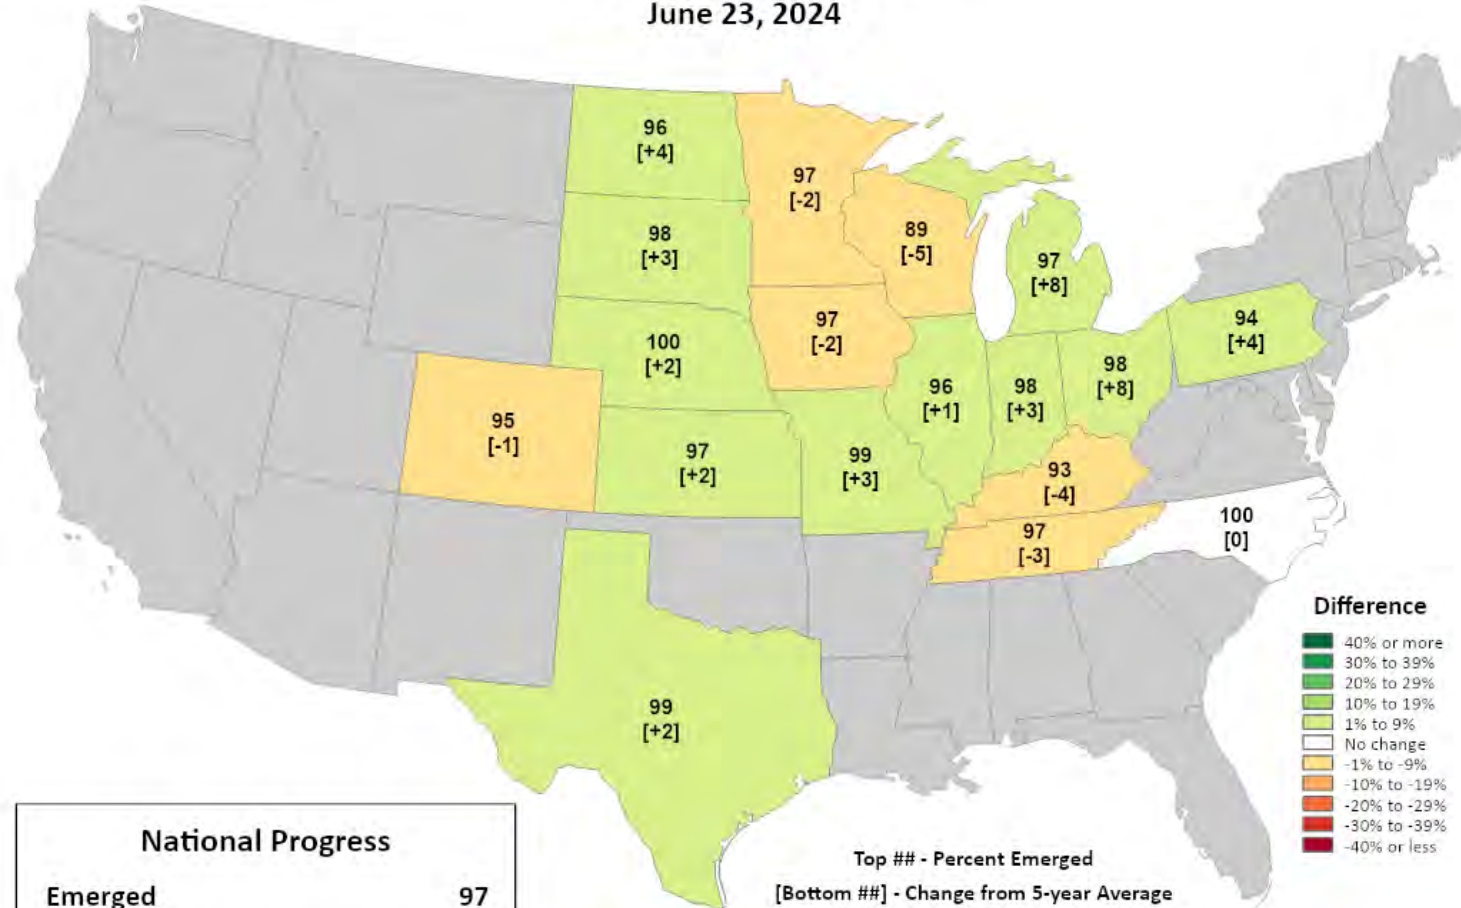 June 23, 2024
96
[+4]
97
[-2]
98
[+3]
89
[-5]
97
[+8]
100
[+2]
97
[-2]
94
[+4]
96
[+1]
98
[+3]
98
[+8]
95
[-1]
97
[+2]
99
[+3]
93
[-4]
97
[-3]
100
[0]
99
[+2]
Difference
40% or more
30% to 39%
20% to 29%
10% to 19%
1% to 9%
No change
-1% to -9%
-10% to -19%
-20% to -29%
-30% to -39%
-40% or less
National Progress
Emerged 97
Top ## - Percent Emerged
[Bottom ##] - Change from 5-year Average